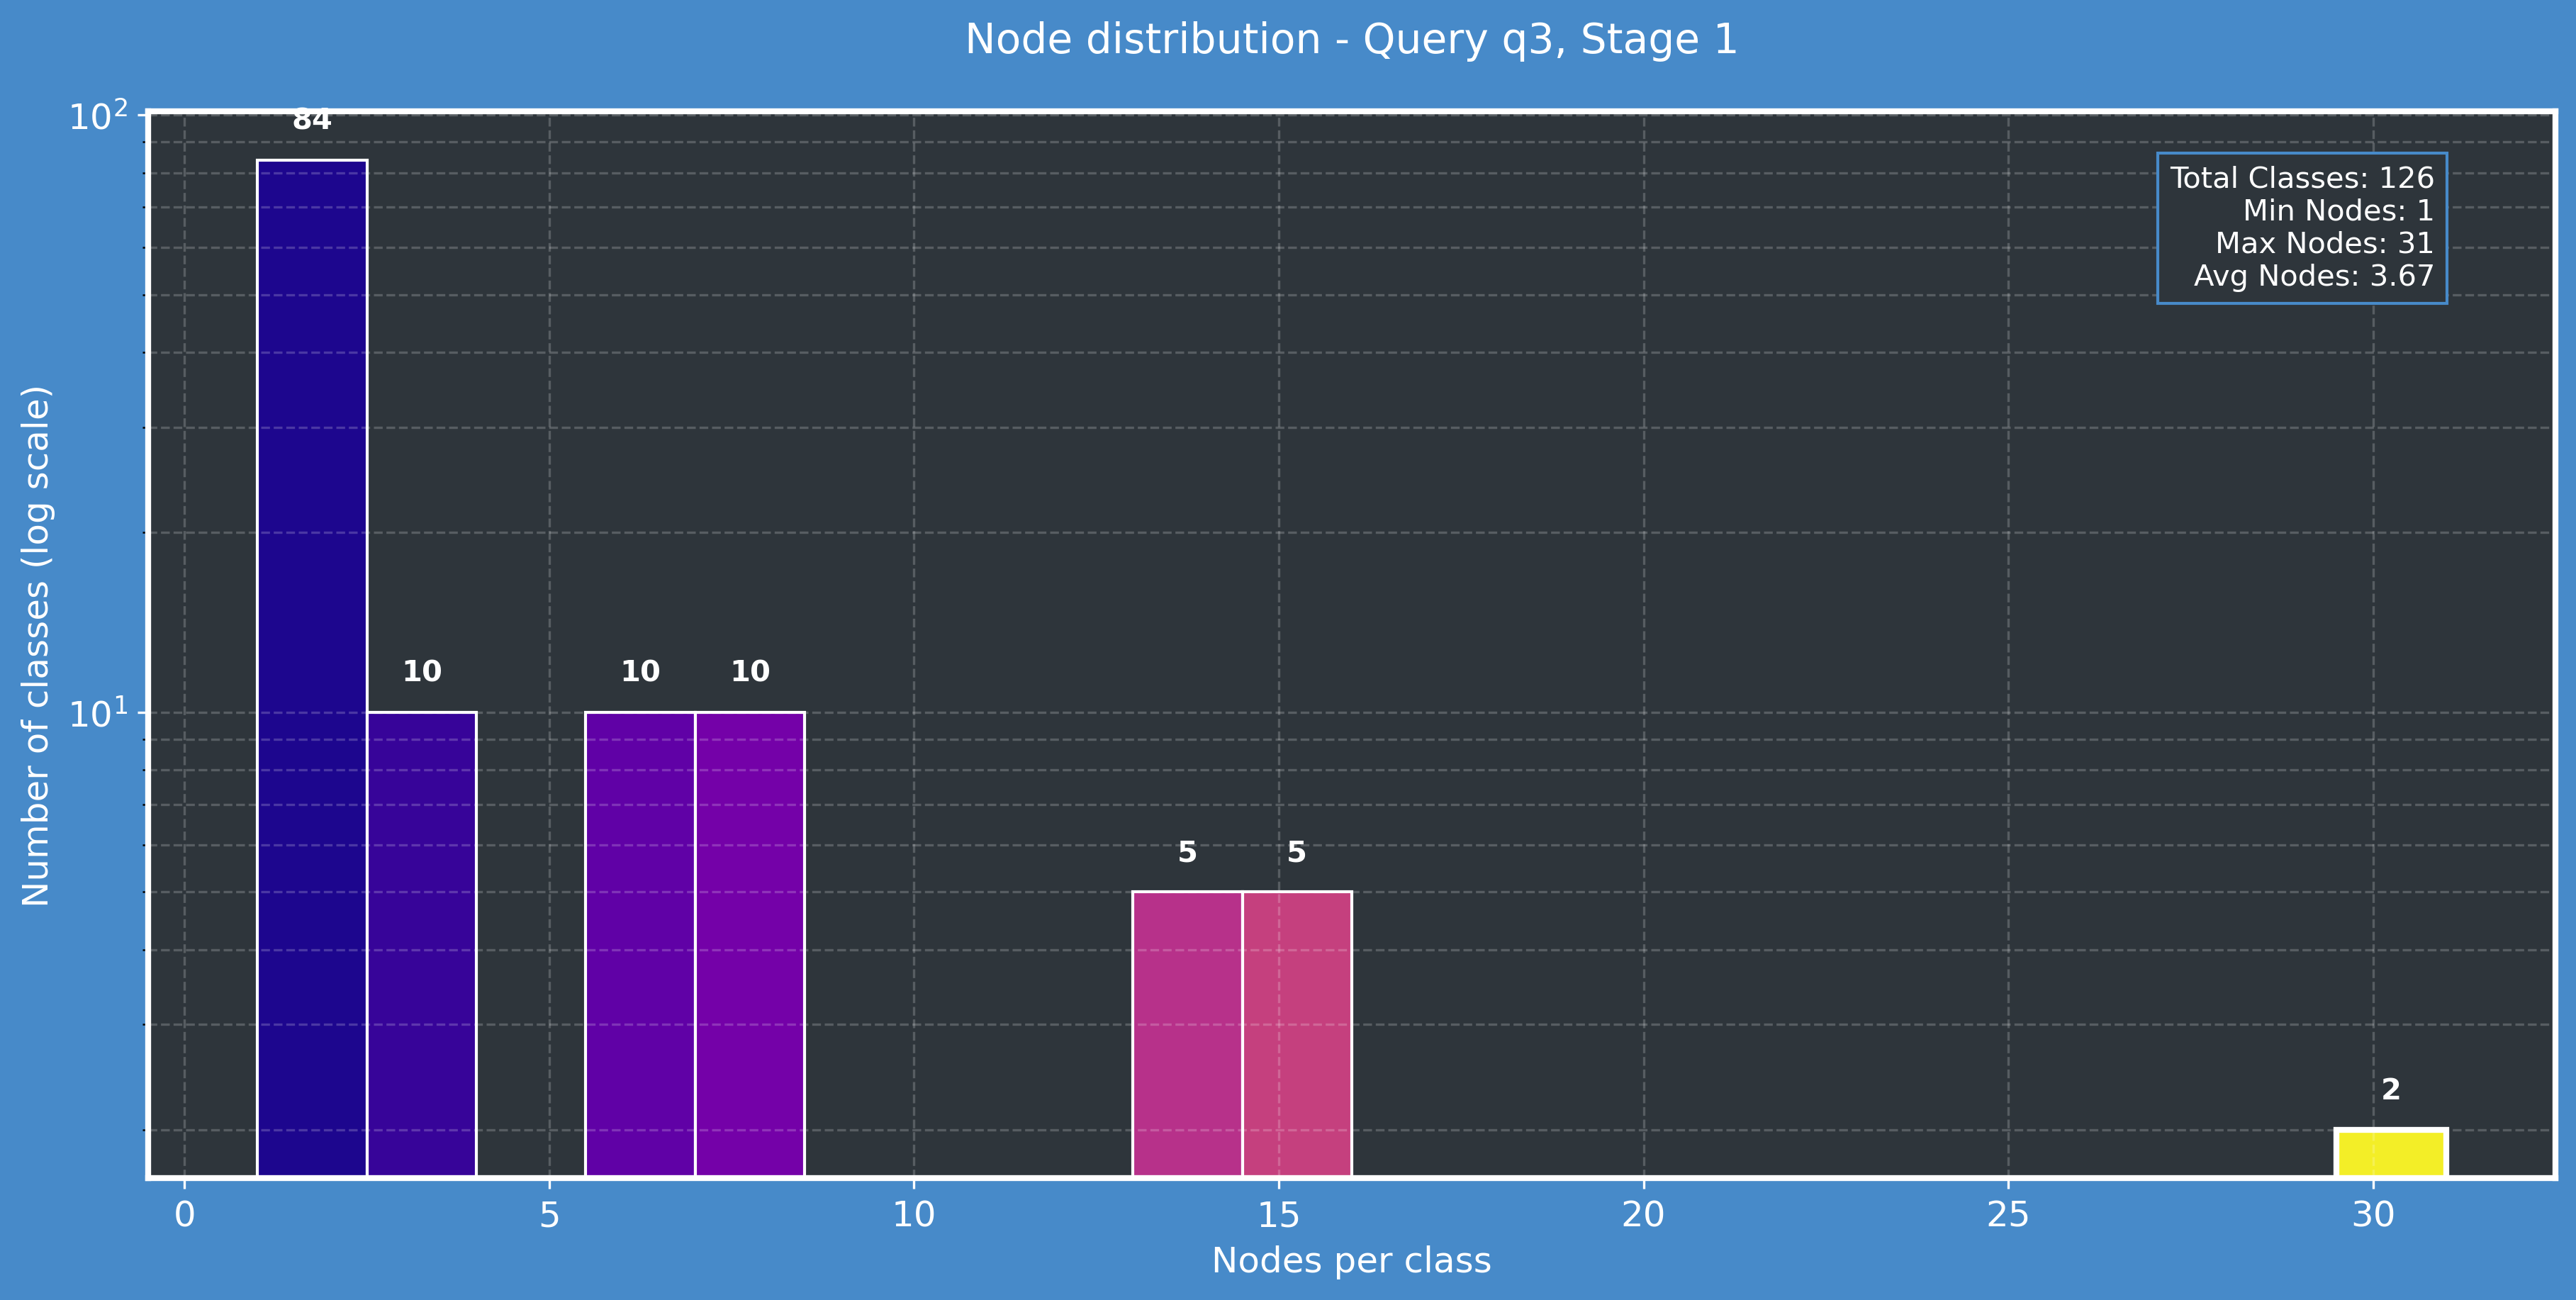 Node distribution - Query q3, Stage 1
10²
84
Total Classes: 126
Min Nodes: 1
Max Nodes: 31
Avg Nodes: 3.67
Number of classes (log scale)
10 10 10
10¹
5 5
2
0 5 10 15 20 25 30
Nodes per class